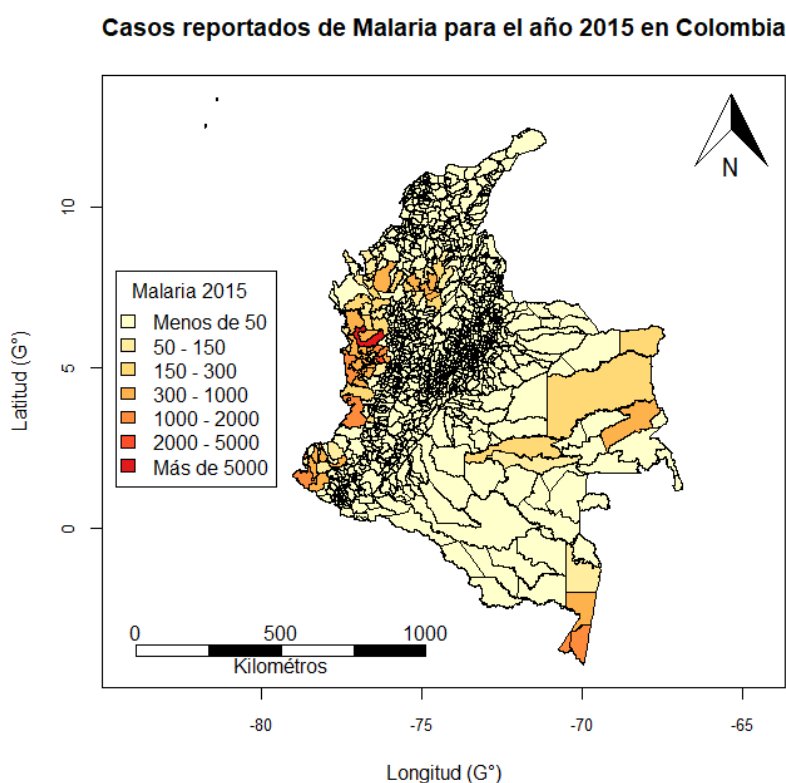 Casos reportados de Malaria para el año 2015 en Colombia
N
10
5
0
Latitud (G°)
Malaria 2015
Menos de 50
50 - 150
150 - 300
300 - 1000
1000 - 2000
2000 - 5000
Más de 5000
0 500 1000
Kilométros
-80 -75 -70 -65
Longitud (G°)